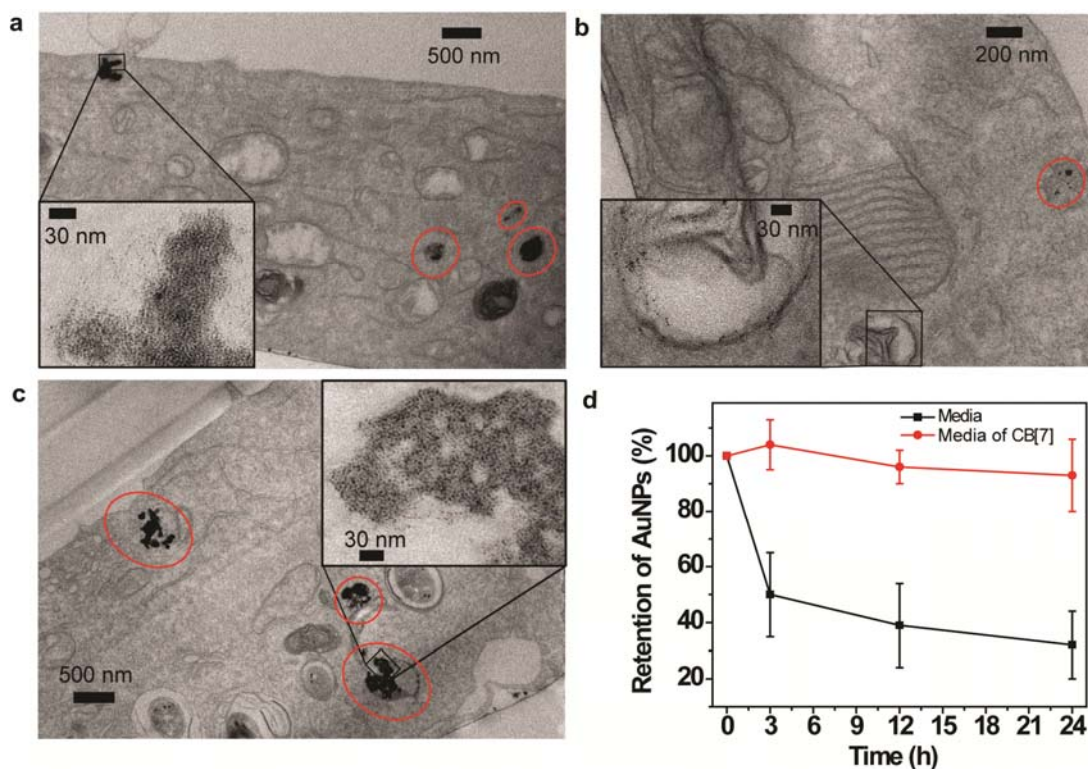 a
500 nm
30 nm
b
200 nm
30 nm
c
30 nm
500 nm
d
Media
Media of CB[7]
Retention of AuNPs (%)
100
80
60
40
20
0 3 6 9 12 15 18 21 24
Time (h)